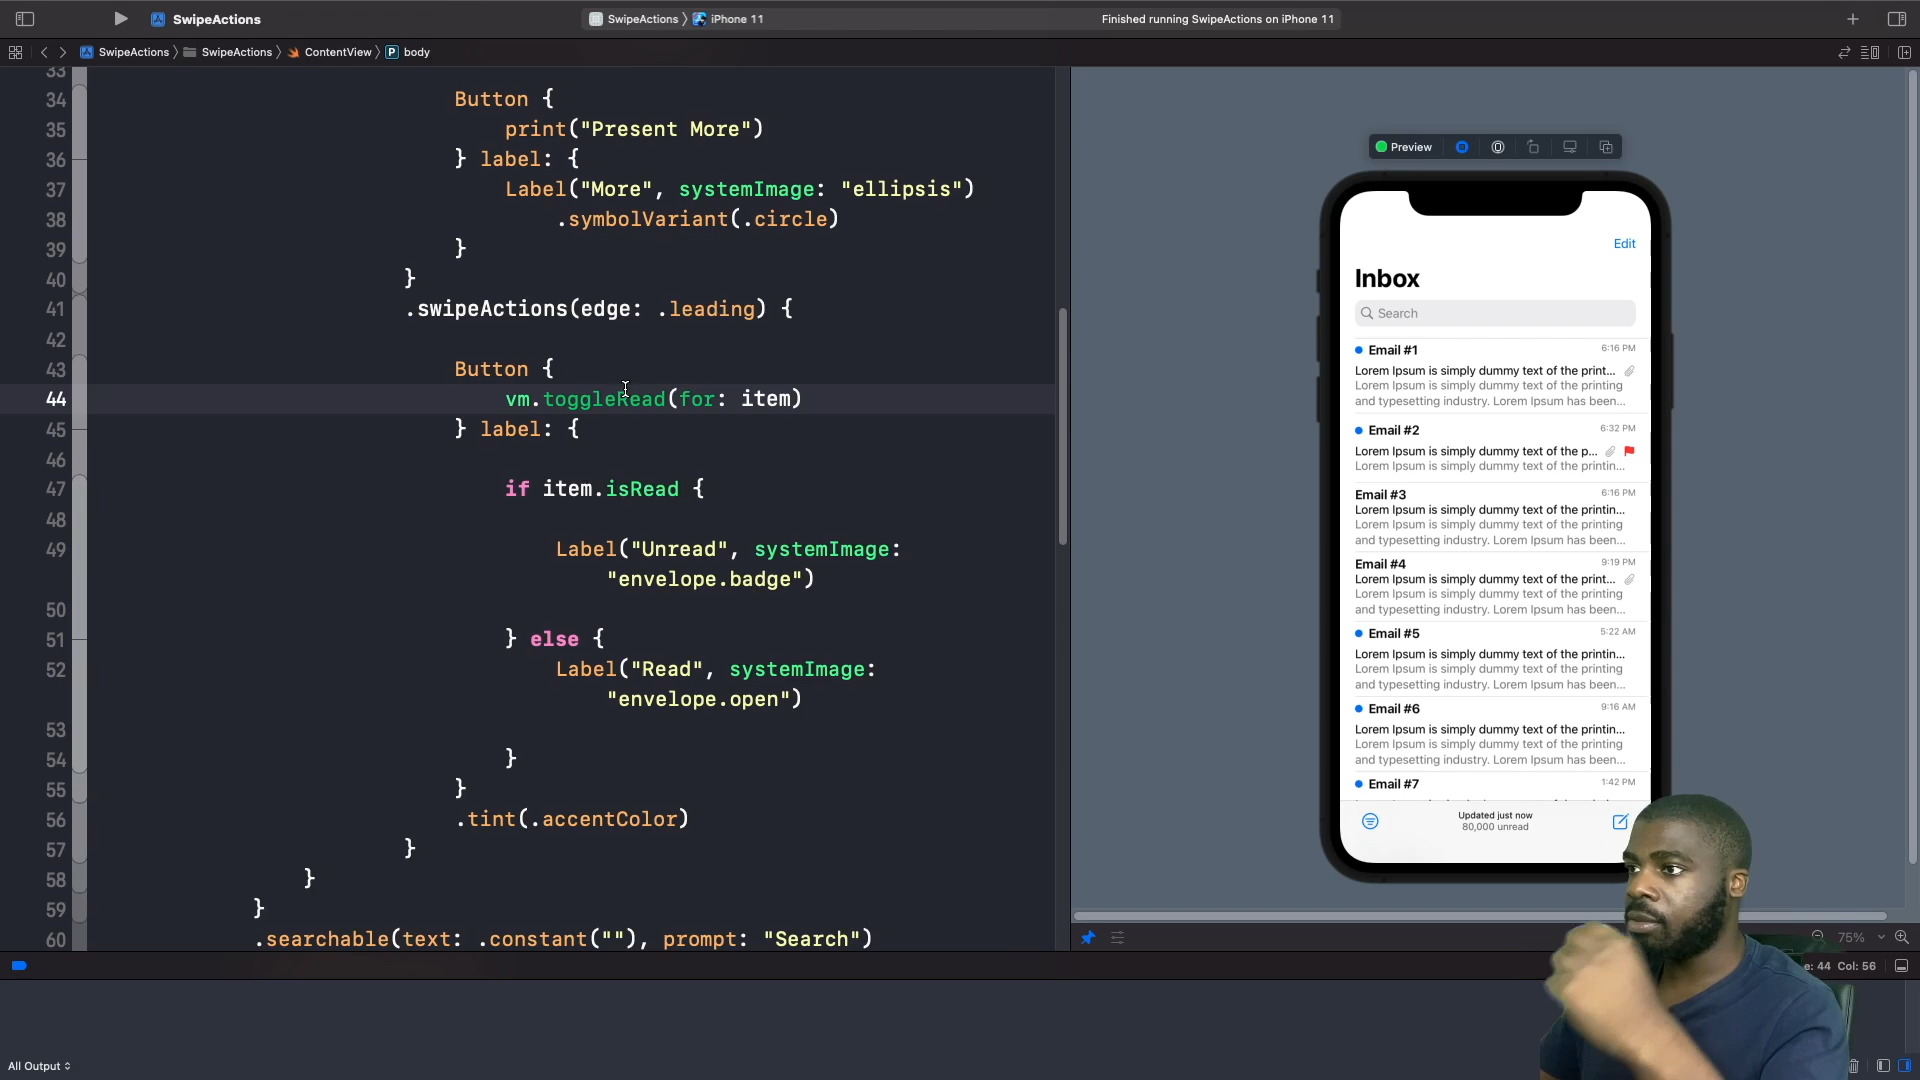 SwipeActions
SwipeActions
iPhone 11
Finished running SwipeActions on iPhone 11
SwipeActions
SwipeActions
ContentView
P body
33
34 Button {
35 print("Present More")
36 } label: {
37 Label("More", systemImage: "ellipsis")
38 .symbolVariant(.circle)
39 }
40 }
41 .swipeActions(edge: .leading) {
42
43 Button {
44 vm.toggleRead(for: item)
45 } label: {
46
47 if item.isRead {
48
49 Label("Unread", systemImage:
"envelope.badge")
50
51 } else {
52 Label("Read", systemImage:
"envelope.open")
53
54 }
55 }
56 .tint(.accentColor)
57 }
58 }
59 }
60 .searchable(text: .constant(""), prompt: "Search")
Preview
Edit
Inbox
Search
Email #1 6:16 PM
Lorem Ipsum is simply dummy text of the print...
Lorem Ipsum is simply dummy text of the printing
and typesetting industry. Lorem Ipsum has been...
Email #2 6:32 PM
Lorem Ipsum is simply dummy text of the p...
Lorem Ipsum is simply dummy text of the printin...
Email #3 6:16 PM
Lorem Ipsum is simply dummy text of the printin...
Lorem Ipsum is simply dummy text of the printing
and typesetting industry. Lorem Ipsum has been...
Email #4 9:19 PM
Lorem Ipsum is simply dummy text of the print...
Lorem Ipsum is simply dummy text of the printing
and typesetting industry. Lorem Ipsum has been...
Email #5 5:22 AM
Lorem Ipsum is simply dummy text of the printin...
Lorem Ipsum is simply dummy text of the printing
and typesetting industry. Lorem Ipsum has been...
Email #6 9:16 AM
Lorem Ipsum is simply dummy text of the printin...
Lorem Ipsum is simply dummy text of the printing
and typesetting industry. Lorem Ipsum has been...
Email #7 1:42 PM
Updated just now
80,000 unread
75%
e: 44 Col: 56
All Output